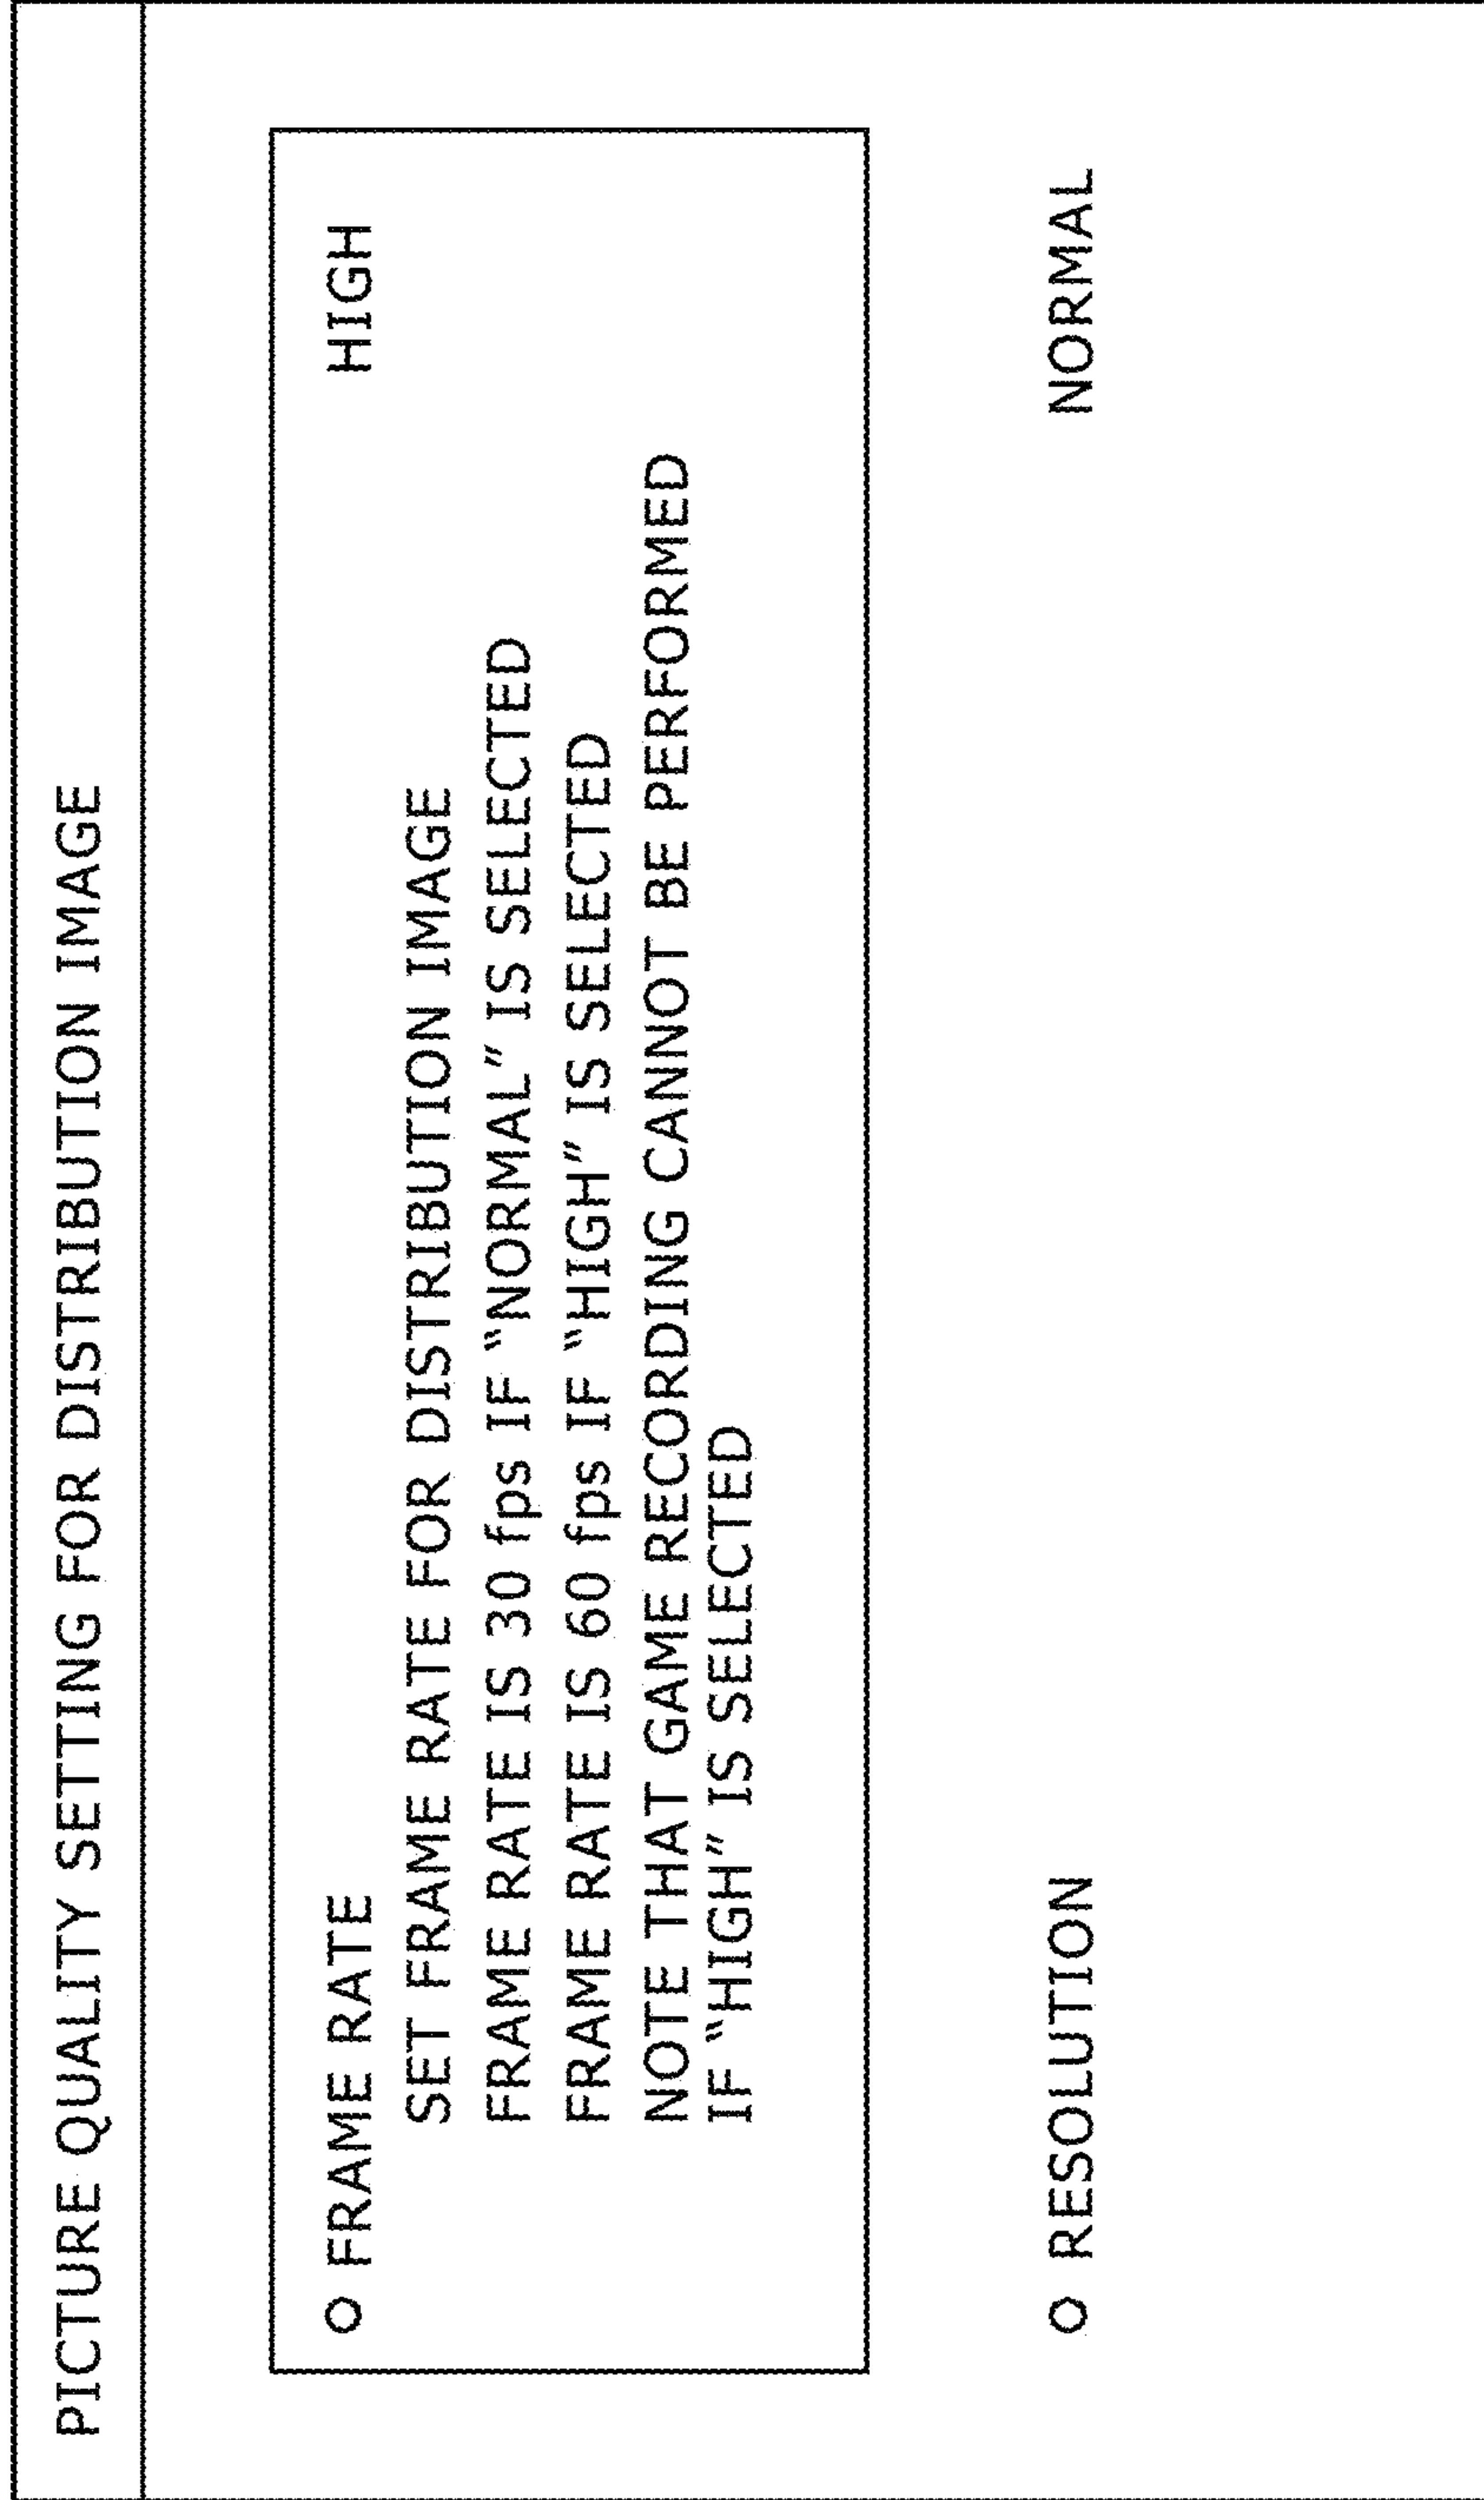 PICTURE QUALITY SETTING FOR DISTRIBUTION IMAGE
○ FRAME RATE HIGH
SET FRAME RATE FOR DISTRIBUTION IMAGE
FRAME RATE IS 30 fps IF “NORMAL” IS SELECTED
FRAME RATE IS 60 fps IF “HIGH” IS SELECTED
NOTE THAT GAME RECORDING CANNOT BE PERFORMED
IF “HIGH” IS SELECTED
○ RESOLUTION NORMAL